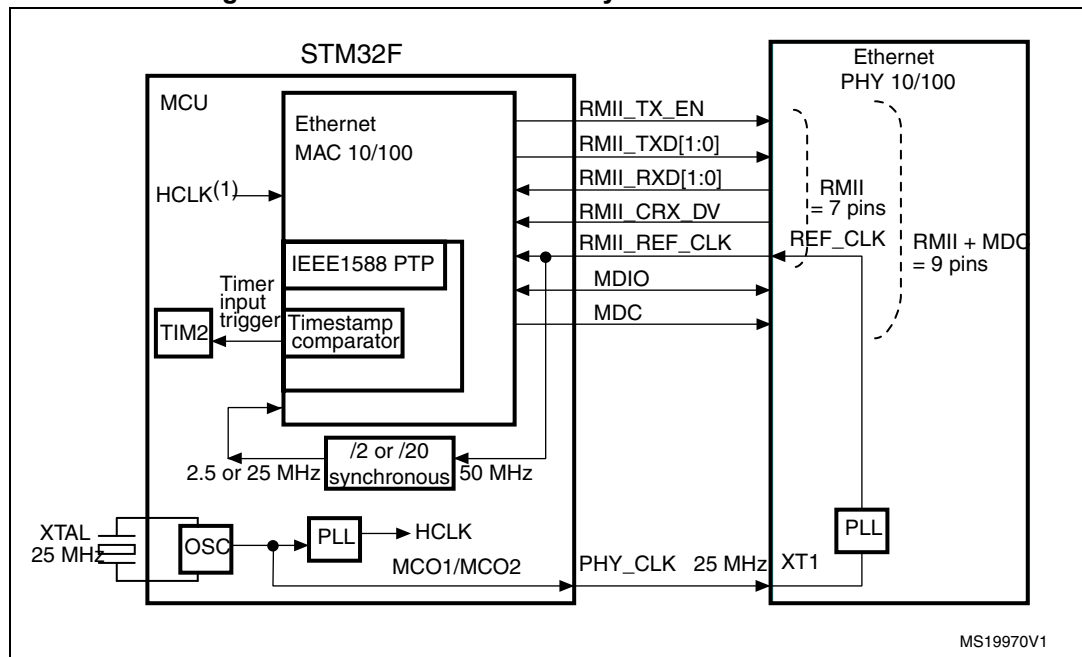 STM32F
MCU
Ethernet
MAC 10/100
HCLK(1)
IEEE1588 PTP
Timer
input
trigger
TIM2
Timestamp
comparator
/2 or /20
synchronous
2.5 or 25 MHz
50 MHz
XTAL
25 MHz
OSC
PLL
HCLK
MCO1/MCO2
RMII_TX_EN
RMII_TXD[1:0]
RMII_RXD[1:0]
RMII_CRX_DV
RMII_REF_CLK
MDIO
MDC
PHY_CLK 25 MHz
Ethernet
PHY 10/100
RMII
= 7 pins
REF_CLK
RMII + MDC
= 9 pins
PLL
XT1
MS19970V1